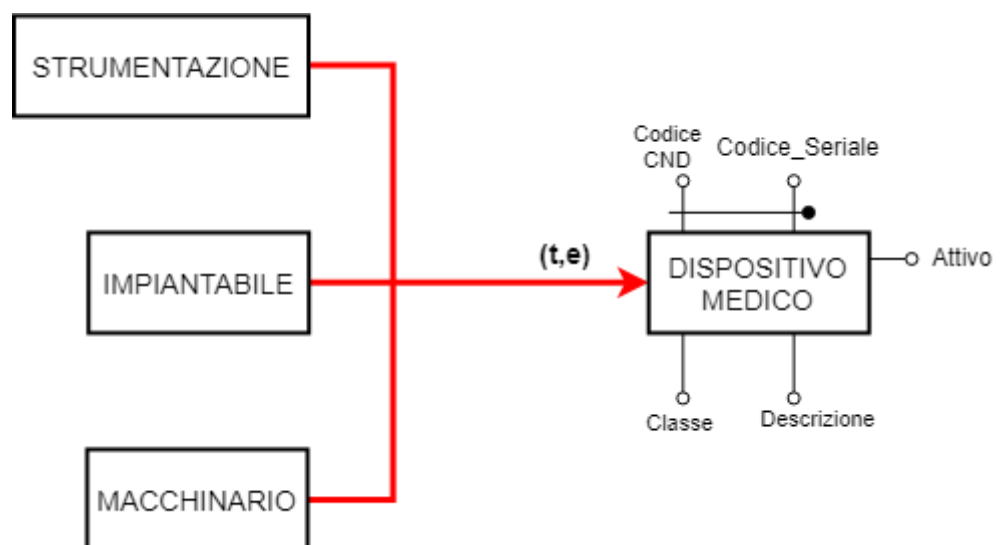 STRUMENTAZIONE
Codice
CND
Codice_Seriale
(t,e)
IMPIANTABILE
DISPOSITIVO
MEDICO
Attivo
Classe
Descrizione
MACCHINARIO